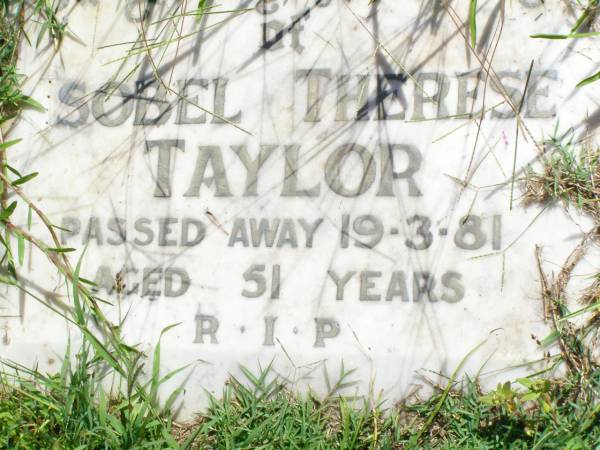 OF
SOBEL THERESE
TAYLOR
PASSED AWAY 19·3·81
AGED 51 YEARS
R·I·P